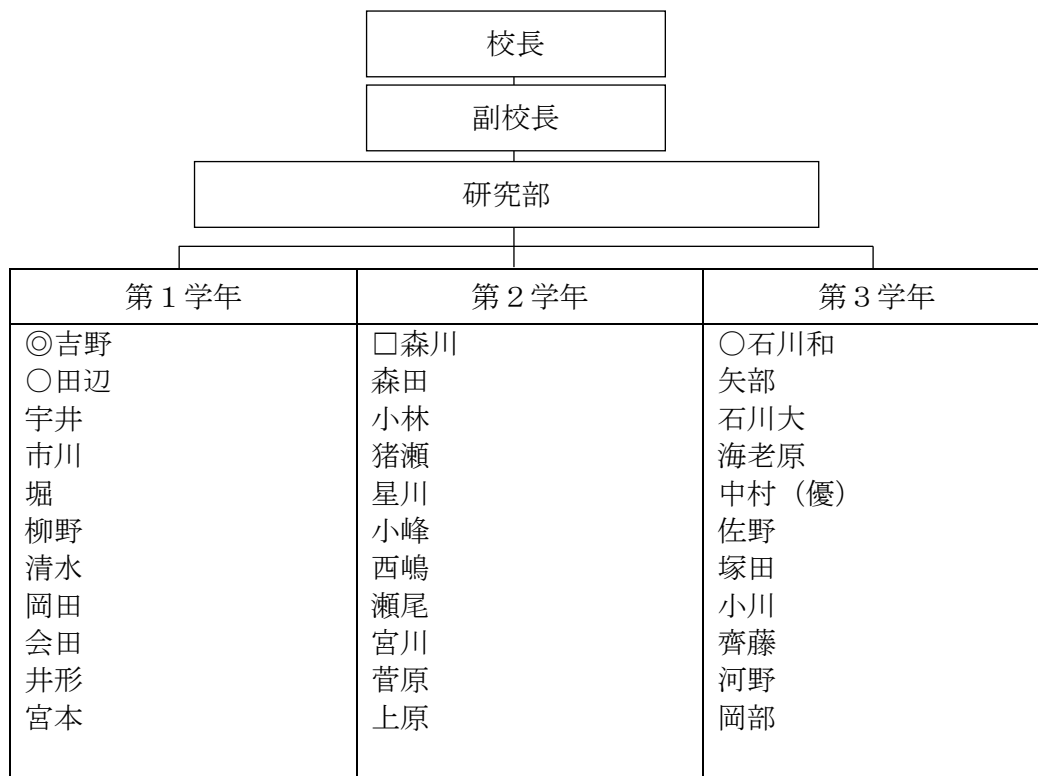 校長
副校長
研究部
第１学年
◎吉野
○田辺
宇井
市川
堀
柳野
清水
岡田
会田
井形
宮本
第２学年
□森川
森田
小林
猪瀬
星川
小峰
西嶋
瀬尾
宮川
菅原
上原
第３学年
○石川和
矢部
石川大
海老原
中村（優）
佐野
塚田
小川
齊藤
河野
岡部